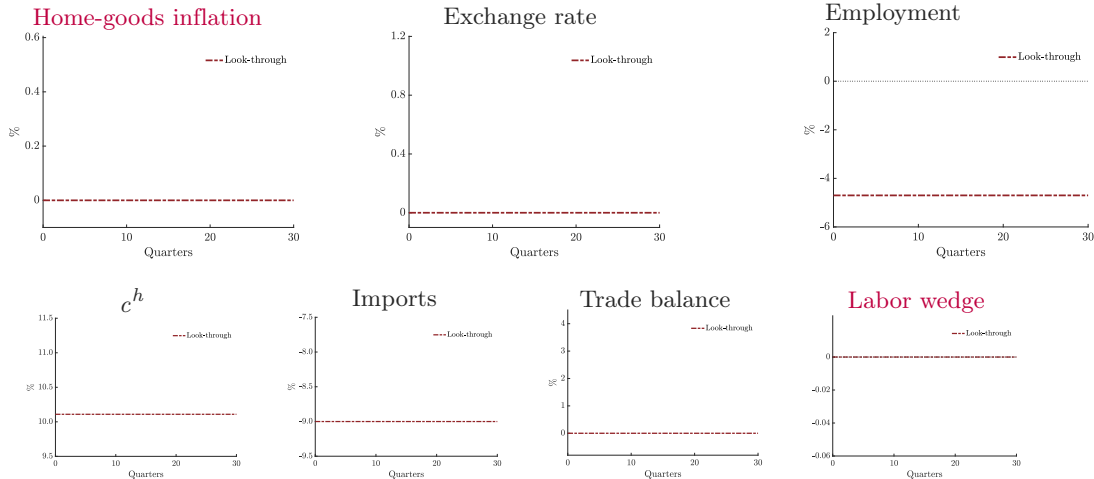 Home-goods inflation
0.6
0.4
0.2
0
%
Look-through
0 10 20 30
Quarters
Exchange rate
1.2
0.8
0.4
0
%
Look-through
0 10 20 30
Quarters
Employment
2
0
-2
-4
-6
%
Look-through
0 10 20 30
Quarters
c^h
11.5
11.0
10.5
10.0
9.5
%
Look-through
0 10 20 30
Quarters
Imports
-7.5
-8.0
-8.5
-9.0
-9.5
%
Look-through
0 10 20 30
Quarters
Trade balance
4
3
2
1
0
%
Look-through
0 10 20 30
Quarters
Labor wedge
0
-0.02
-0.04
-0.06
Look-through
0 10 20 30
Quarters